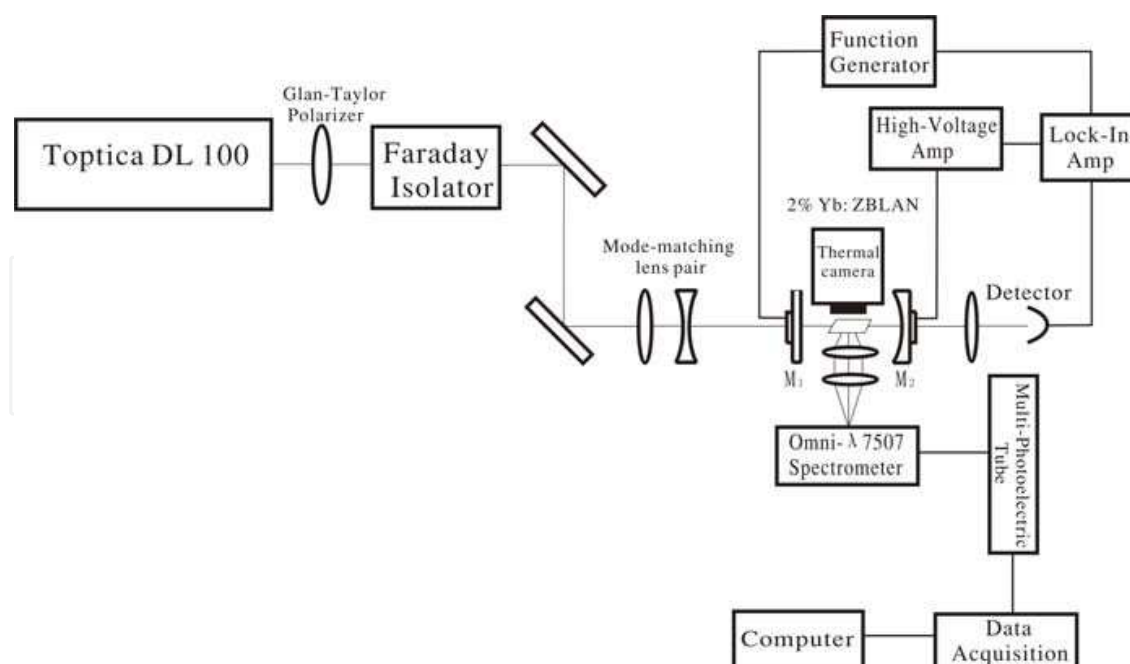 Function
Generator
Glan-Taylor
Polarizer
Toptica DL 100
Faraday
Isolator
High-Voltage
Amp
Lock-In
Amp
2% Yb: ZBLAN
Thermal
camera
Mode-matching
lens pair
Detector
M₁
M₂
Omni-λ7507
Spectrometer
Multi-Photoelectric
Tube
Computer
Data
Acquisition